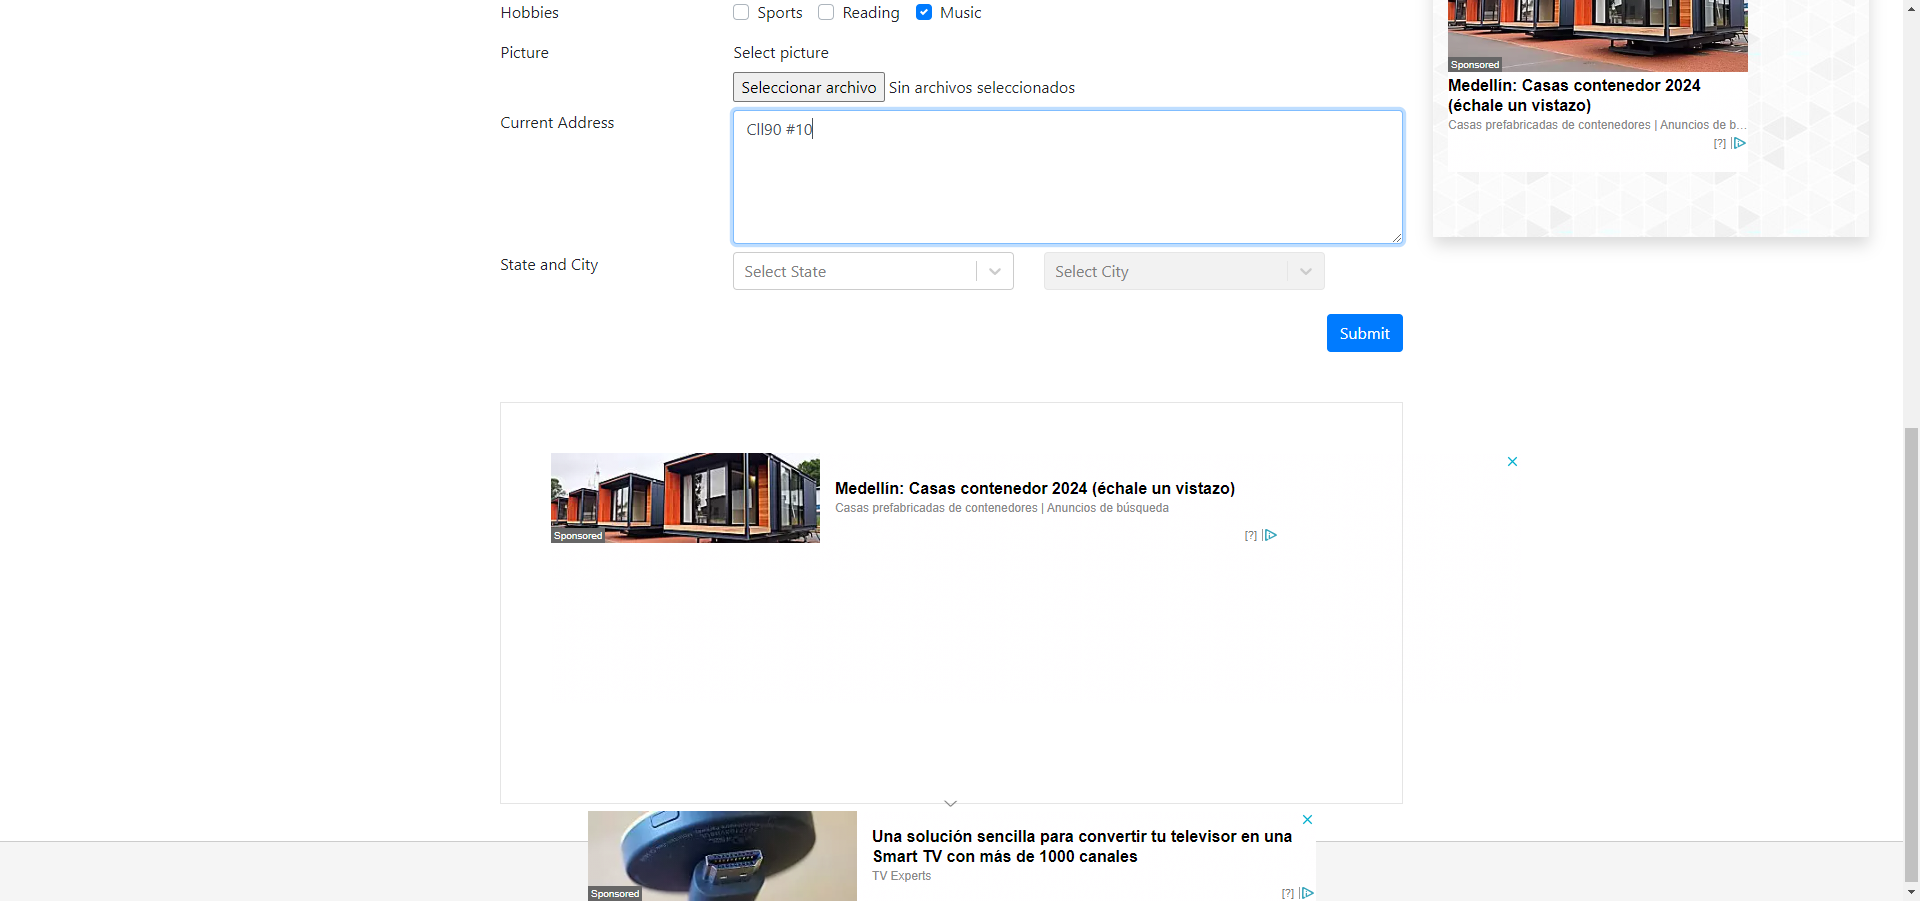 Hobbies
Sports
Reading
Music
Picture
Select picture
Seleccionar archivo Sin archivos seleccionados
Current Address
Cll90 #10
State and City
Select State
Select City
Submit
Sponsored
Medellín: Casas contenedor 2024
(échale un vistazo)
Casas prefabricadas de contenedores | Anuncios de b...
[?]
Sponsored
Medellín: Casas contenedor 2024 (échale un vistazo)
Casas prefabricadas de contenedores | Anuncios de búsqueda
[?]
Sponsored
Una solución sencilla para convertir tu televisor en una
Smart TV con más de 1000 canales
TV Experts
[?]